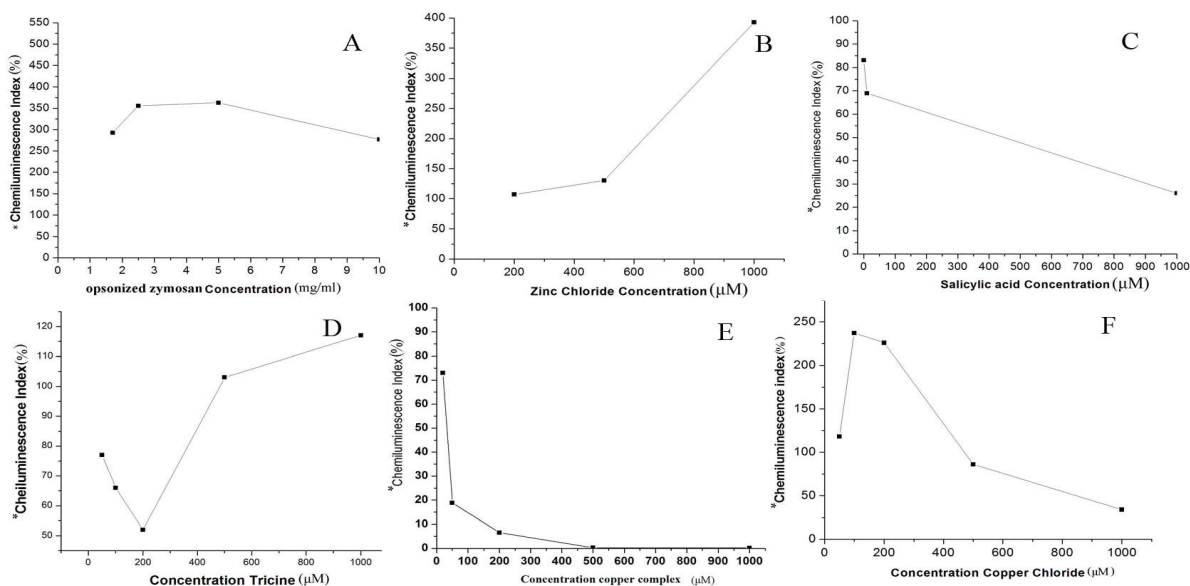 A
*Chemiluminescence Index(%)
550
500
450
400
350
300
250
200
150
100
50
0
0 1 2 3 4 5 6 7 8 9 10
opsonized zymosan Concentration (mg/ml)
B
*Chemiluminescence Index(%)
400
350
300
250
200
150
100
50
0
0 200 400 600 800 1000
Zinc Chloride Concentration(μM)
C
*Chemiluminescence Index (%)
100
90
80
70
60
50
40
30
20
10
0
0 100 200 300 400 500 600 700 800 900 1000
Salicylic acid Concentration(μM)
D
*Cheiluminescence Index(%)
120
110
100
90
80
70
60
50
0 200 400 600 800 1000
Concentration Tricine (μM)
E
*Chemiluminescence Index(%)
100
90
80
70
60
50
40
30
20
10
0
0 100 200 300 400 500 600 700 800 900 1000
Concentration copper complex (μM)
F
*Chemiluminescence index(%)
250
200
150
100
50
0
0 200 400 600 800 1000
Concentration Copper Chloride(μM)